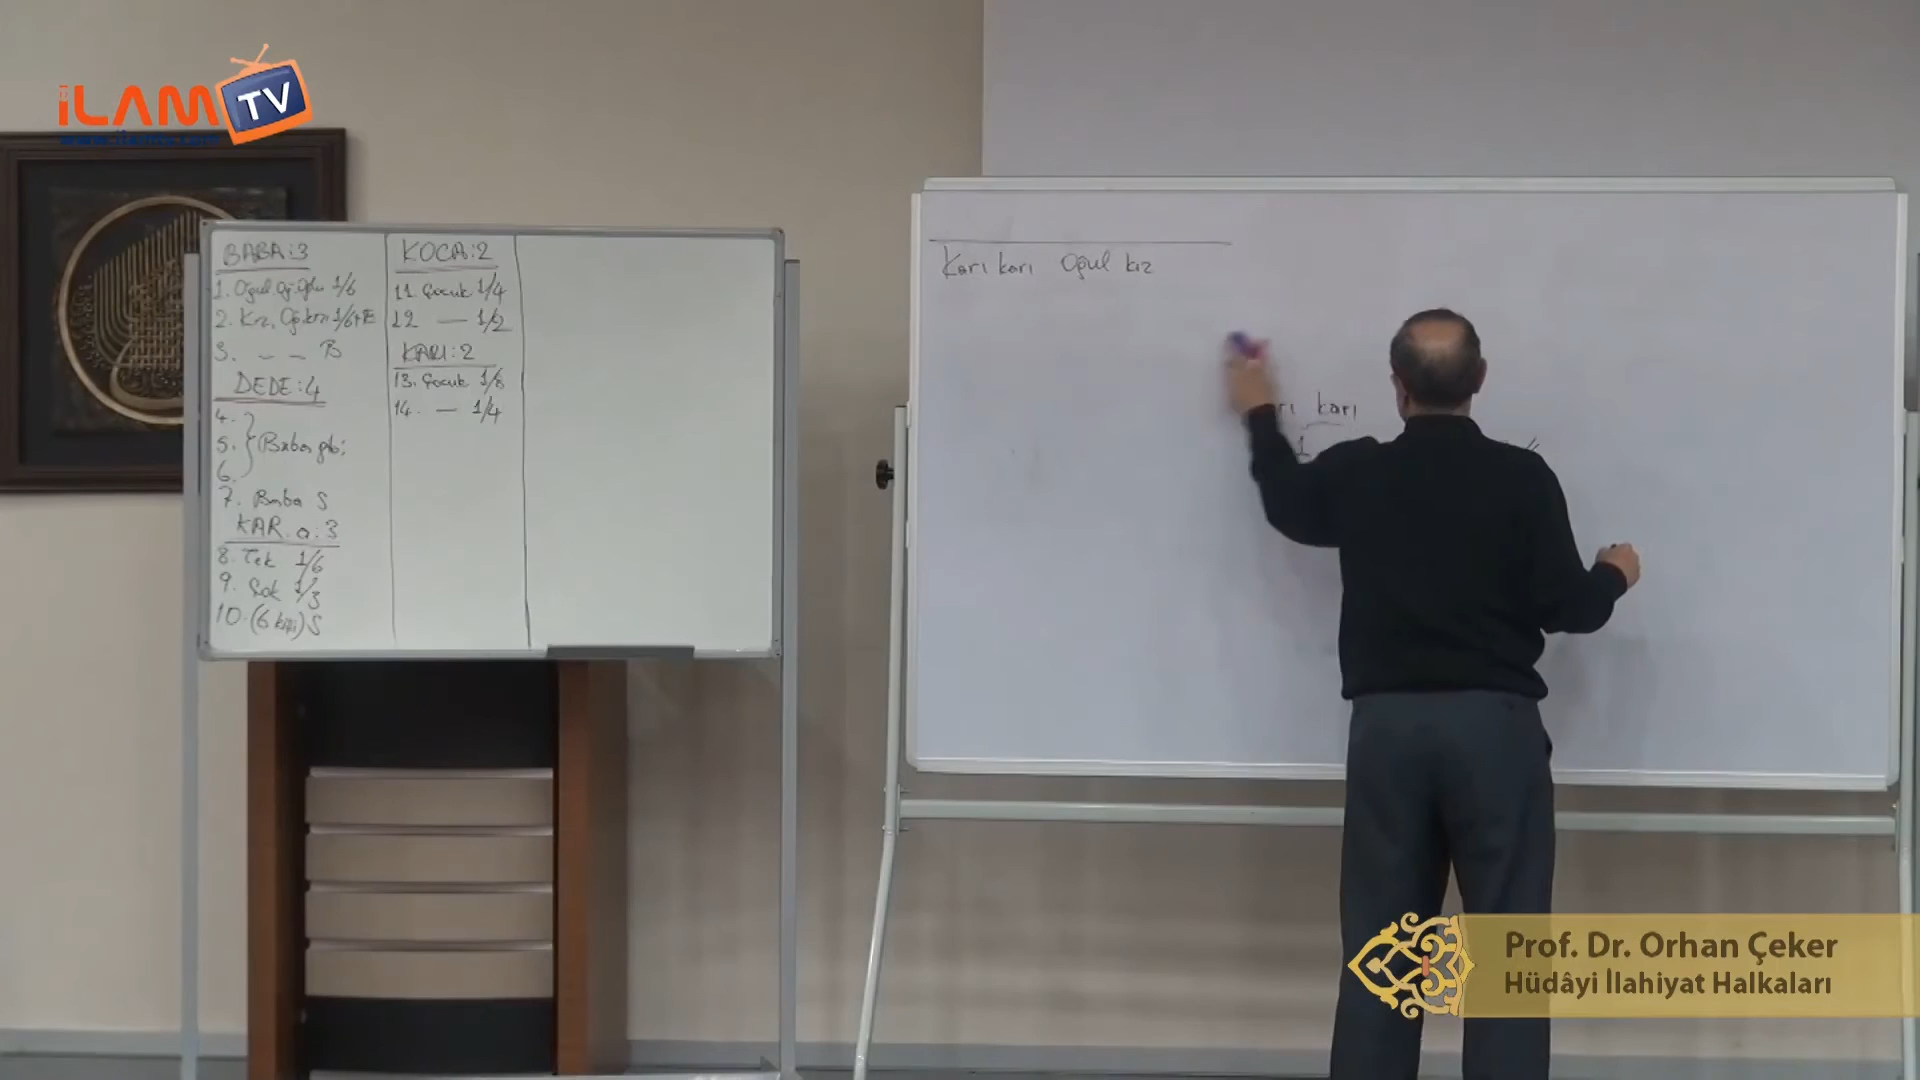 iLAM TV
BABA:3
1. Oğul, Oğ. Oğlu 1/6
2. Kız, Oğ. kızı 1/6+B
3. — — B
DEDE:4
4.
5. Baba gibi
6.
7. Baba S
KAR. a:3
8. Tek 1/6
9. Çok 1/3
10. (6 kişi) S
KOCA:2
11. Çocuk 1/4
12 — 1/2
KARI:2
13. Çocuk 1/8
14. — 1/4
Karı karı Oğul kız
rı karı
1
Prof. Dr. Orhan Çeker
Hüdâyi İlahiyat Halkaları